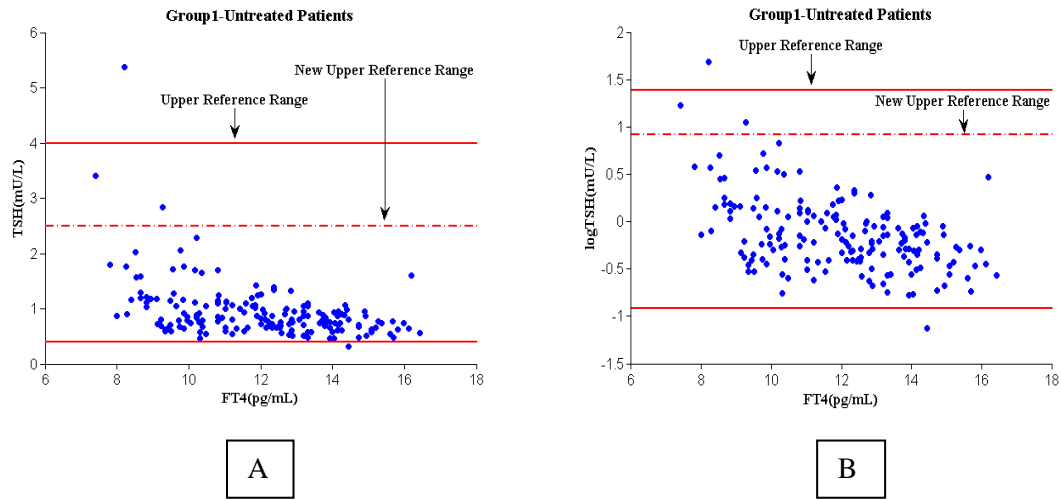 Group1-Untreated Patients
New Upper Reference Range
Upper Reference Range
TSH(mU/L)
6
5
4
3
2
1
0
6
8
10
12
14
16
18
FT4(pg/mL)
A
Group1-Untreated Patients
Upper Reference Range
New Upper Reference Range
logTSH(mU/L)
2
1.5
1
0.5
0
-0.5
-1
-1.5
6
8
10
12
14
16
18
FT4(pg/mL)
B